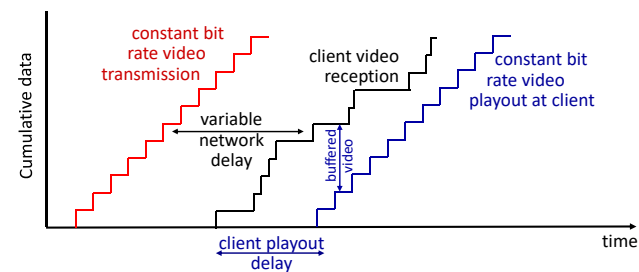 constant bit
rate video
transmission
client video
reception
constant bit
rate video
playout at client
variable
network
delay
buffered
video
Cumulative data
time
client playout
delay